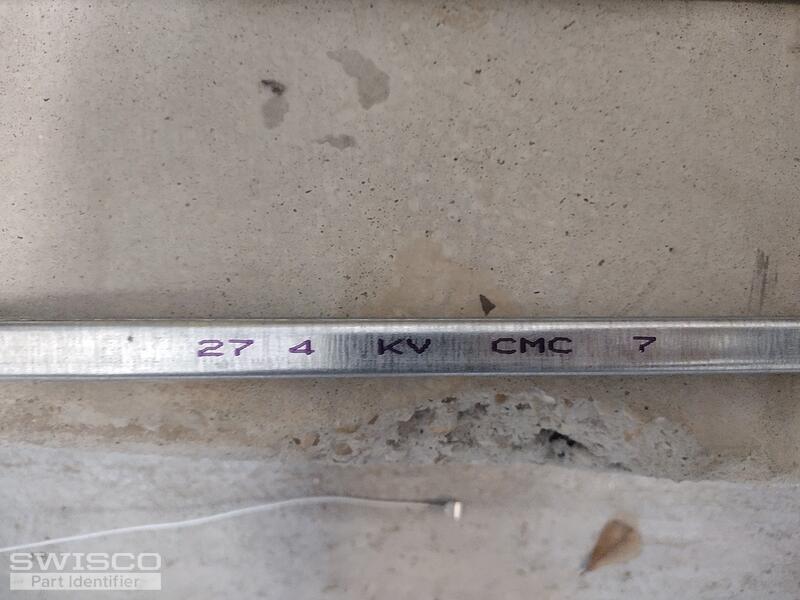 27 4 KV CMC 7
SWISCO
Part Identifier